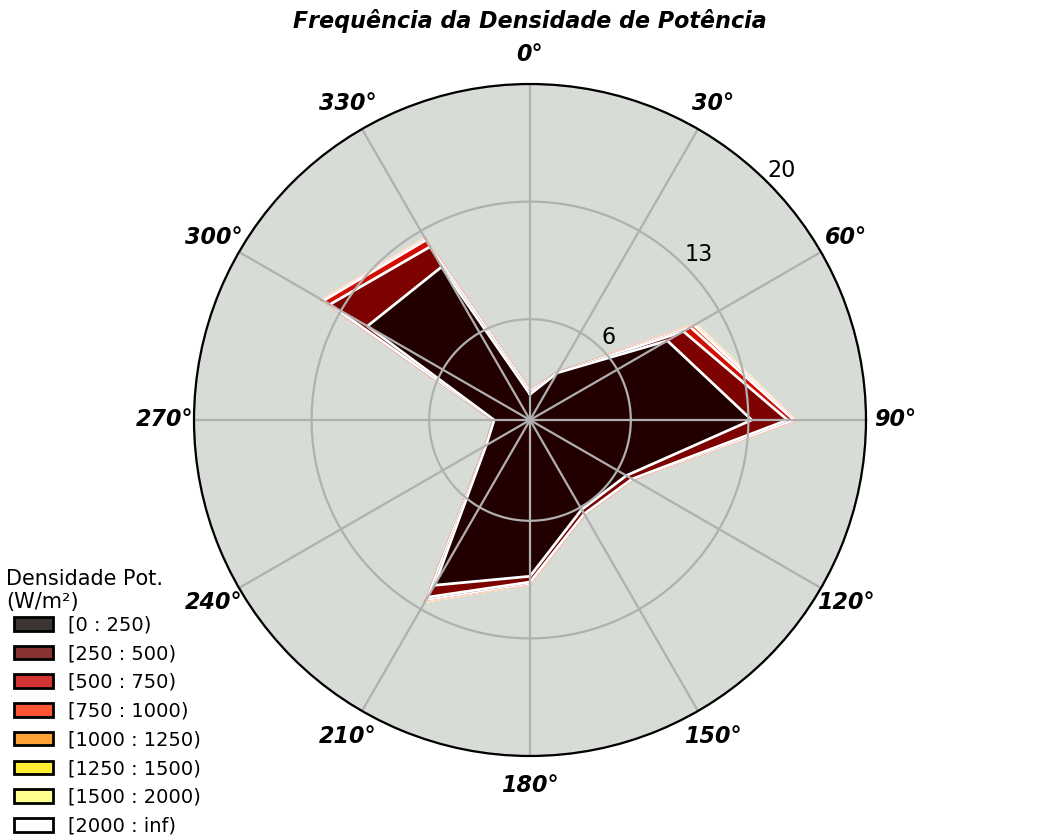 Frequência da Densidade de Potência
0°
330°
30°
20
300°
60°
13
6
270°
90°
240°
120°
210°
150°
180°
Densidade Pot.
(W/m²)
[0 : 250)
[250 : 500)
[500 : 750)
[750 : 1000)
[1000 : 1250)
[1250 : 1500)
[1500 : 2000)
[2000 : inf)